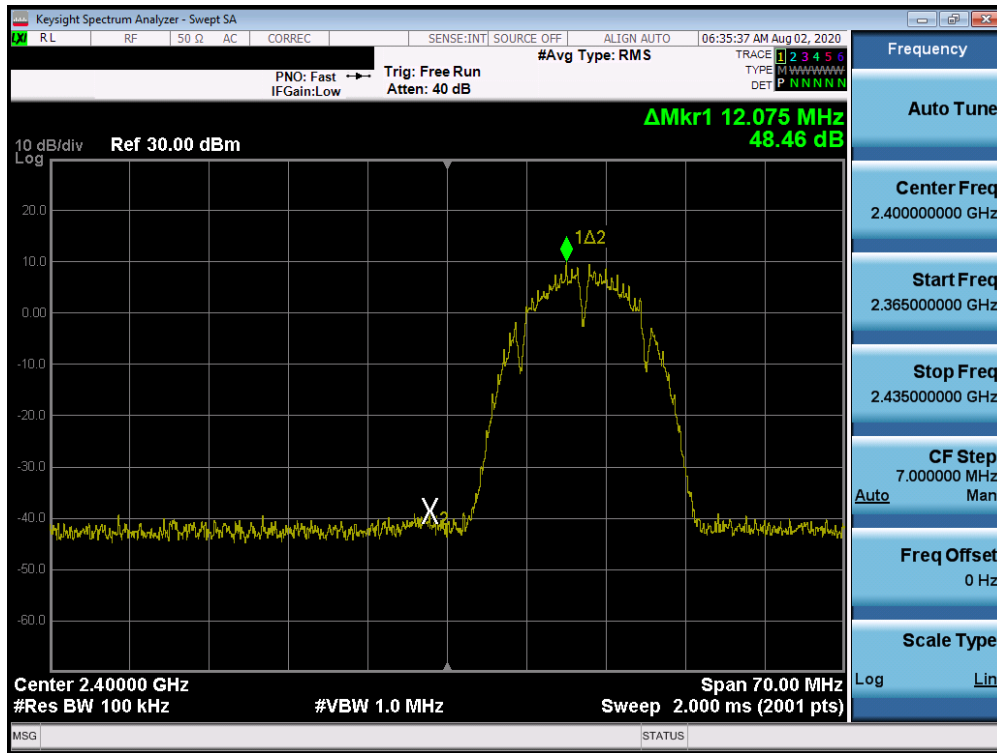 Keysight Spectrum Analyzer - Swept SA
LXI RL RF 50 Ω AC CORREC SENSE:INT SOURCE OFF ALIGN AUTO 06:35:37 AM Aug 02, 2020
#Avg Type: RMS
TRACE 1 2 3 4 5 6
TYPE M WWWWW
DET P N N N N N
PNO: Fast
IFGain:Low
Trig: Free Run
Atten: 40 dB
ΔMkr1 12.075 MHz
48.46 dB
10 dB/div Ref 30.00 dBm
Log
20.0
10.0
0.00
-10.0
-20.0
-30.0
-40.0
-50.0
-60.0
1Δ2
X
Center 2.40000 GHz
Span 70.00 MHz
#Res BW 100 kHz
#VBW 1.0 MHz
Sweep 2.000 ms (2001 pts)
MSG
STATUS
Frequency
Auto Tune
Center Freq
2.400000000 GHz
Start Freq
2.365000000 GHz
Stop Freq
2.435000000 GHz
CF Step
7.000000 MHz
Auto Man
Freq Offset
0 Hz
Scale Type
Log Lin